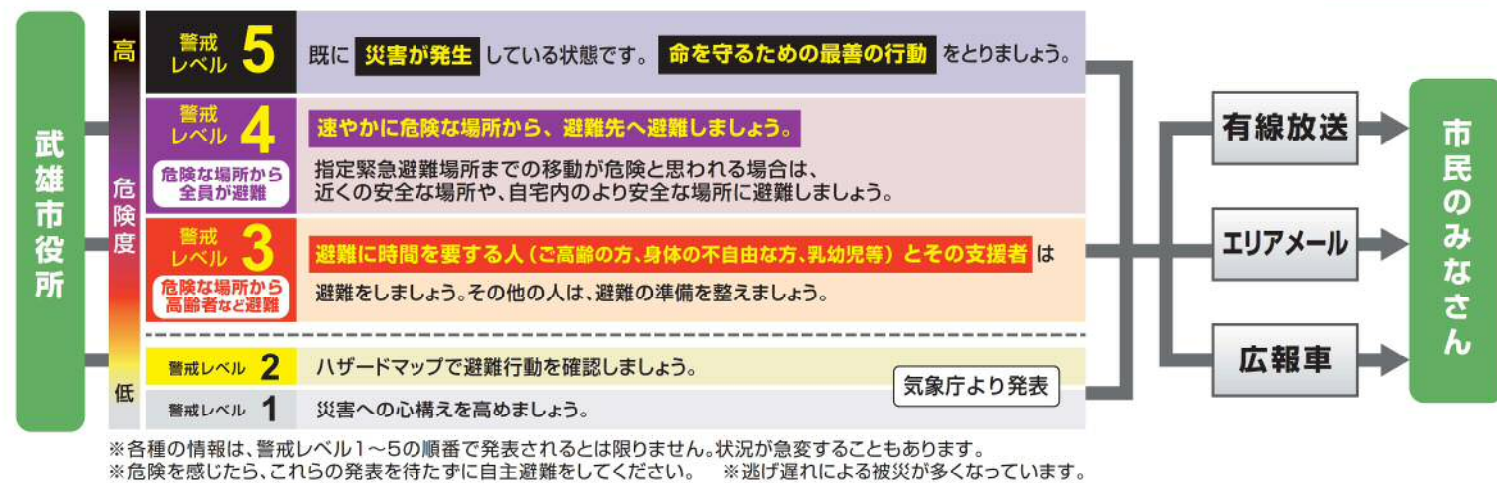 武雄市役所
高
危険度
低
警戒レベル 5
既に 災害が発生 している状態です。 命を守るための最善の行動 をとりましょう。
警戒レベル 4
危険な場所から
全員が避難
速やかに危険な場所から、避難先へ避難しましょう。
指定緊急避難場所までの移動が危険と思われる場合は、
近くの安全な場所や、自宅内のより安全な場所に避難しましょう。
警戒レベル 3
危険な場所から
高齢者など避難
避難に時間を要する人(ご高齢の方、身体の不自由な方、乳幼児等)とその支援者 は
避難をしましょう。その他の人は、避難の準備を整えましょう。
警戒レベル 2
ハザードマップで避難行動を確認しましょう。
警戒レベル 1
災害への心構えを高めましょう。
気象庁より発表
有線放送
エリアメール
広報車
市民のみなさん
※各種の情報は、警戒レベル1~5の順番で発表されるとは限りません。状況が急変することもあります。
※危険を感じたら、これらの発表を待たずに自主避難をしてください。 ※逃げ遅れによる被災が多くなっています。